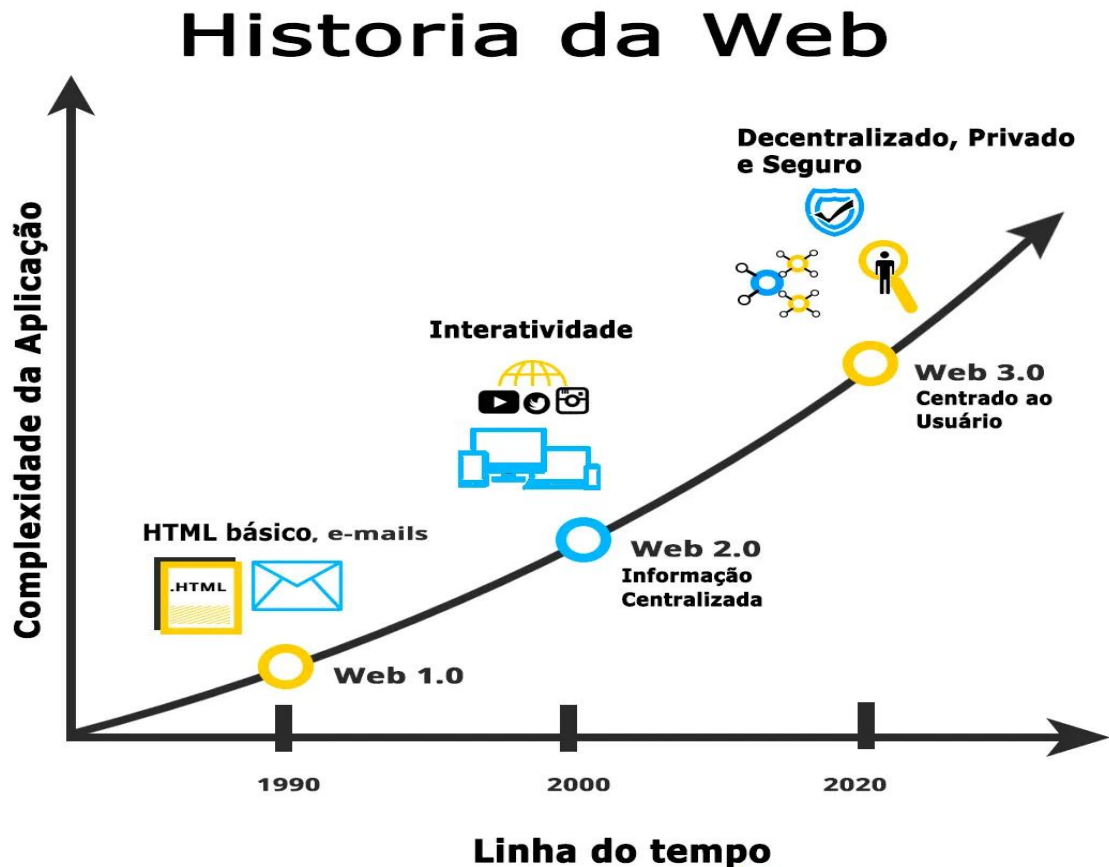 Historia da Web
Complexidade da Aplicação
Decentralizado, Privado
e Seguro
Interatividade
Web 3.0
Centrado ao
Usuário
HTML básico, e-mails
.HTML
Web 2.0
Informação
Centralizada
Web 1.0
1990
2000
2020
Linha do tempo